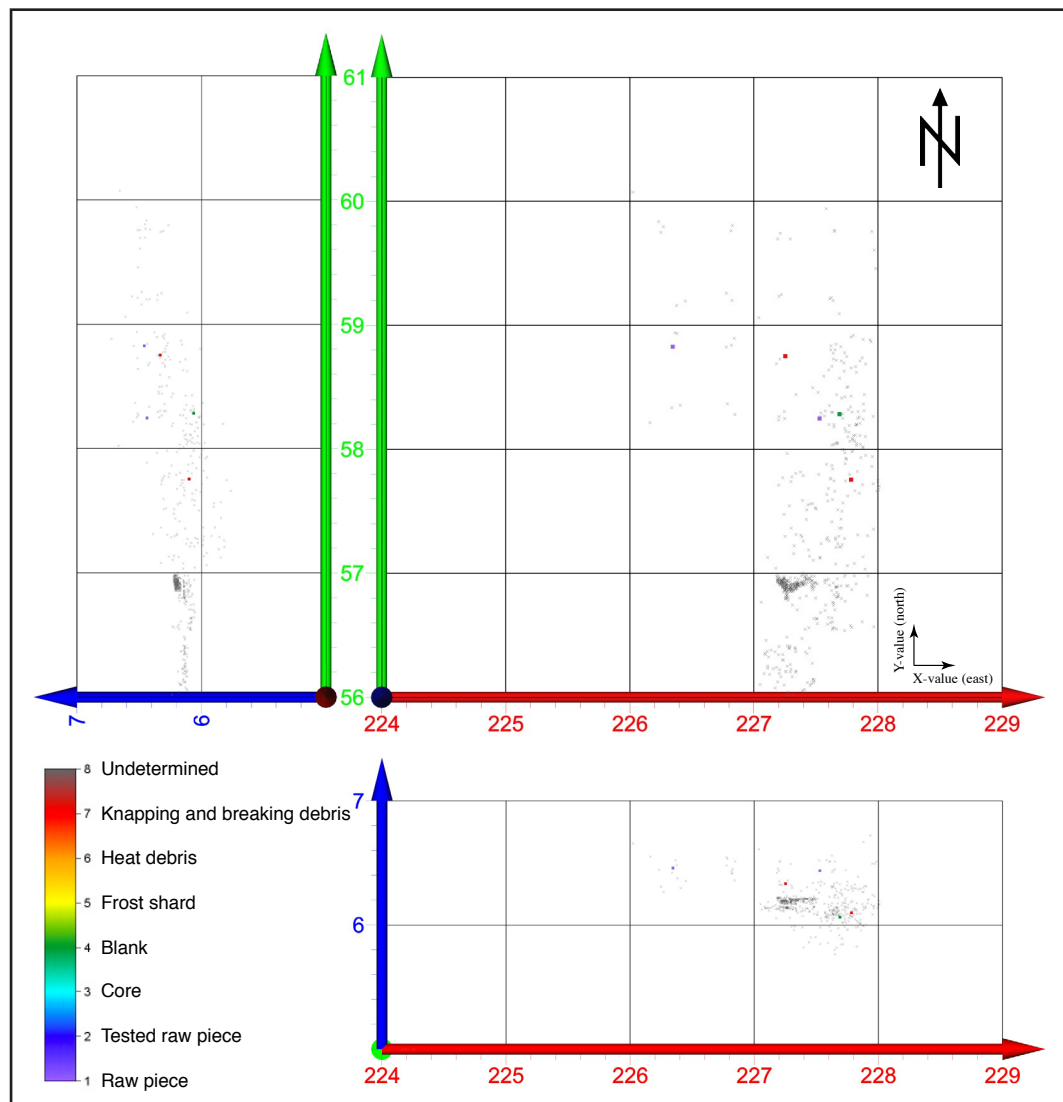 61
60
59
58
57
56
7
6
224
225
226
227
228
229
N
Y-value (north)
X-value (east)
8 Undetermined
7 Knapping and breaking debris
6 Heat debris
5 Frost shard
4 Blank
3 Core
2 Tested raw piece
1 Raw piece
7
6
224
225
226
227
228
229